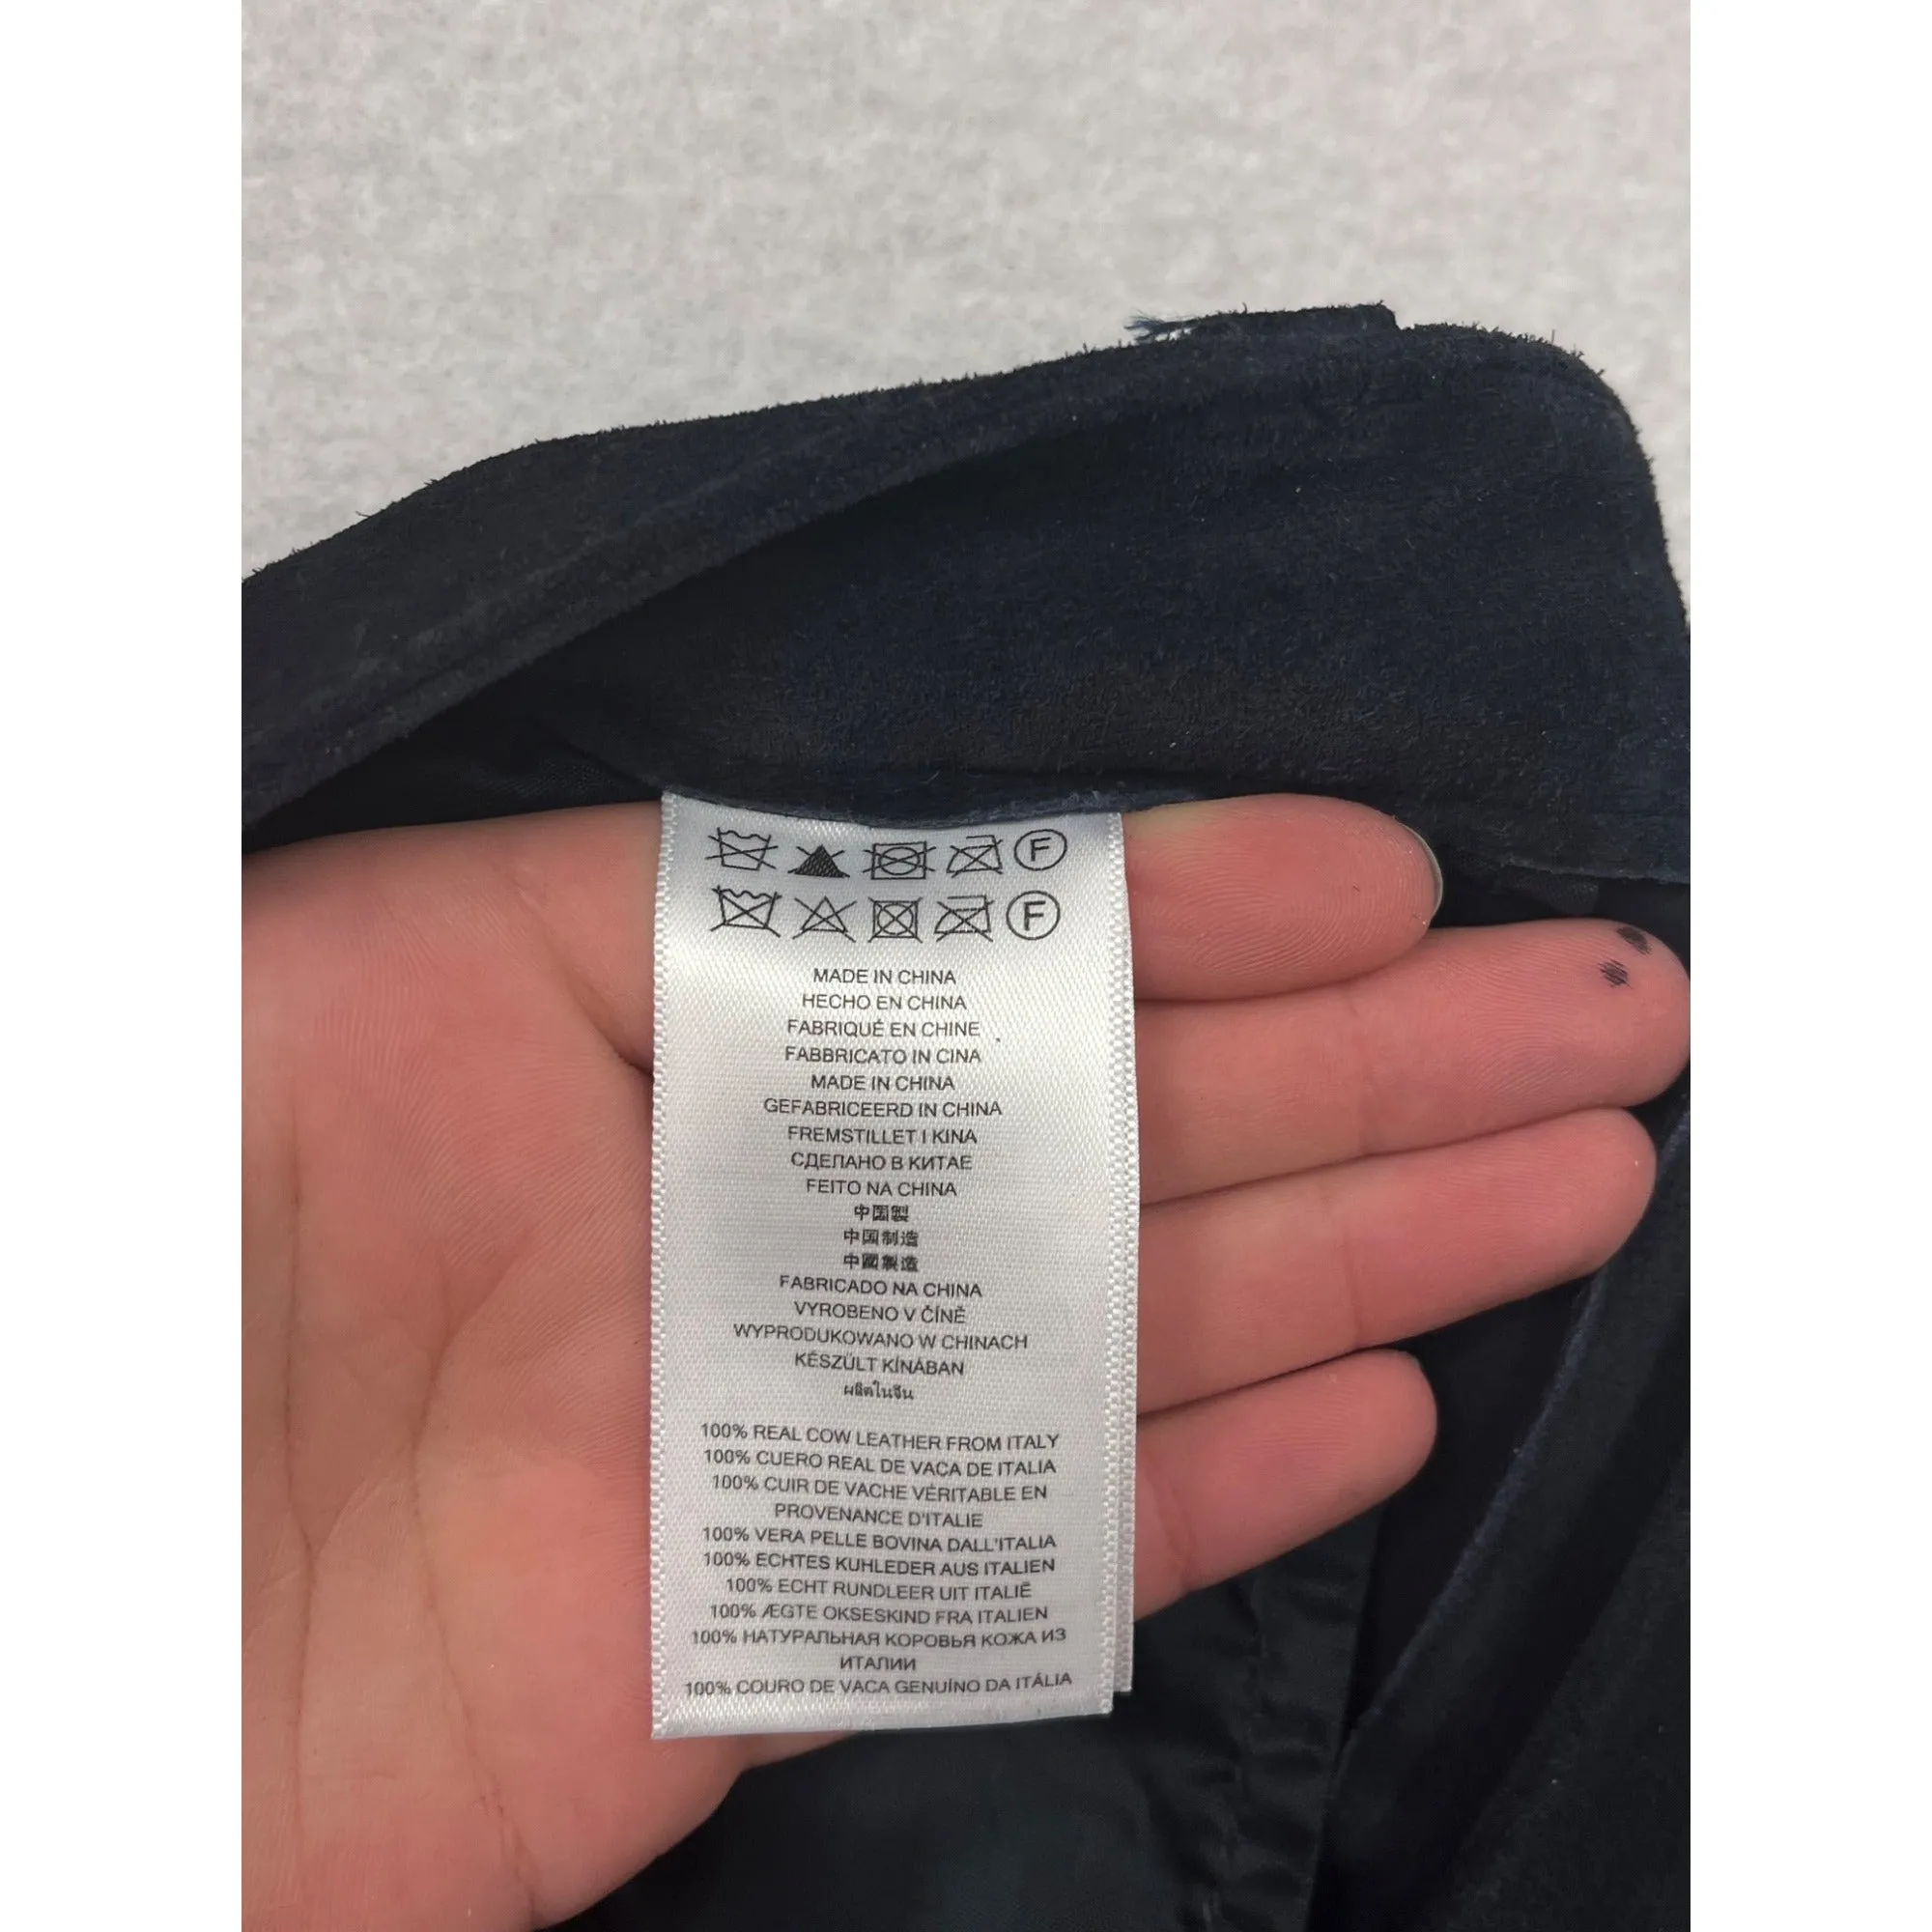 F
F
MADE IN CHINA
HECHO EN CHINA
FABRIQUÉ EN CHINE
FABBRICATO IN CINA
MADE IN CHINA
GEFABRICEERD IN CHINA
FREMSTILLET I KINA
СДЕЛАНО В КИТАЕ
FEITO NA CHINA
中国製
中国制造
中國製造
FABRICADO NA CHINA
VYROBENO V ČÍNĚ
WYPRODUKOWANO W CHINACH
KÉSZÜLT KÍNÁBAN
ผลิตในจีน
100% REAL COW LEATHER FROM ITALY
100% CUERO REAL DE VACA DE ITALIA
100% CUIR DE VACHE VÉRITABLE EN
PROVENANCE D'ITALIE
100% VERA PELLE BOVINA DALL'ITALIA
100% ECHTES KUHLEDER AUS ITALIEN
100% ECHT RUNDLEER UIT ITALIË
100% ÆGTE OKSESKIND FRA ITALIEN
100% НАТУРАЛЬНАЯ КОРОВЬЯ КОЖА ИЗ
ИТАЛИИ
100% COURO DE VACA GENUÍNO DA ITÁLIA